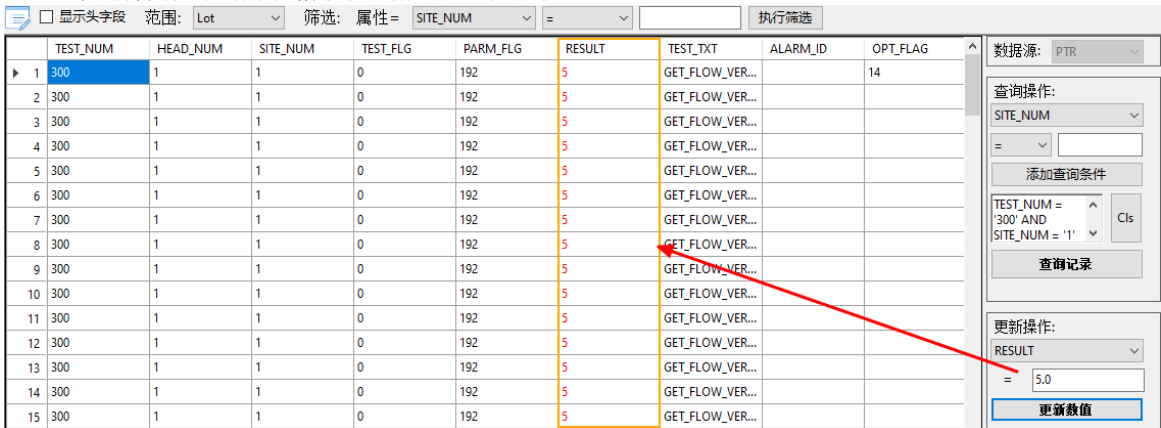 显示头字段 范围: Lot 筛选: 属性= SITE_NUM = 执行筛选
TEST_NUM HEAD_NUM SITE_NUM TEST_FLG PARM_FLG RESULT TEST_TXT ALARM_ID OPT_FLAG
1 300 1 1 0 192 5 GET_FLOW_VER... 14
2 300 1 1 0 192 5 GET_FLOW_VER...
3 300 1 1 0 192 5 GET_FLOW_VER...
4 300 1 1 0 192 5 GET_FLOW_VER...
5 300 1 1 0 192 5 GET_FLOW_VER...
6 300 1 1 0 192 5 GET_FLOW_VER...
7 300 1 1 0 192 5 GET_FLOW_VER...
8 300 1 1 0 192 5 GET_FLOW_VER...
9 300 1 1 0 192 5 GET_FLOW_VER...
10 300 1 1 0 192 5 GET_FLOW_VER...
11 300 1 1 0 192 5 GET_FLOW_VER...
12 300 1 1 0 192 5 GET_FLOW_VER...
13 300 1 1 0 192 5 GET_FLOW_VER...
14 300 1 1 0 192 5 GET_FLOW_VER...
15 300 1 1 0 192 5 GET_FLOW_VER...
数据源: PTR
查询操作:
SITE_NUM
=
添加查询条件
TEST_NUM =
'300' AND
SITE_NUM = '1'
Cls
查询记录
更新操作:
RESULT
= 5.0
更新数值